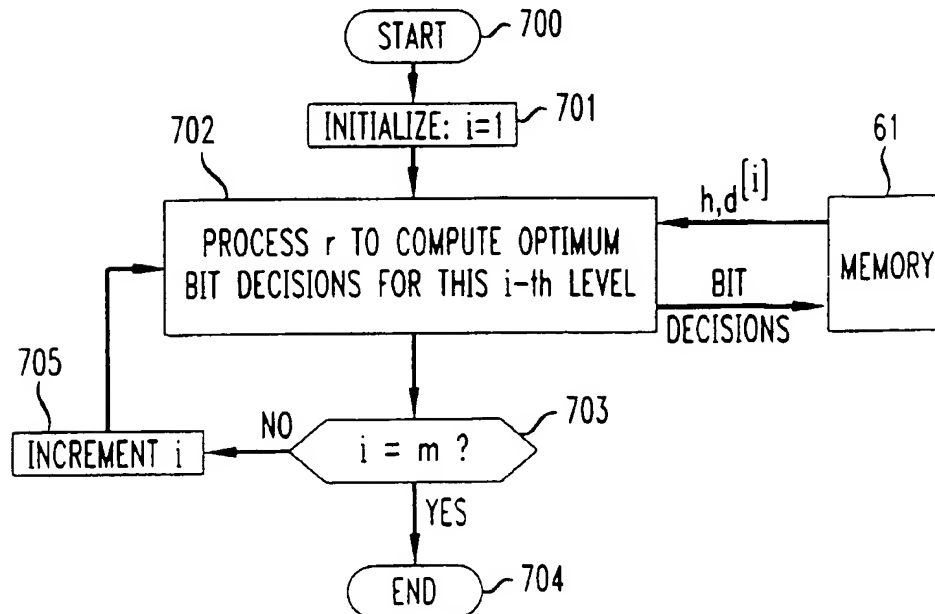 START
700
INITIALIZE: i=1
701
702
61
h,d[i]
PROCESS r TO COMPUTE OPTIMUM
BIT DECISIONS FOR THIS i-th LEVEL
MEMORY
BIT
DECISIONS
705
703
NO
INCREMENT i
i = m ?
YES
END
704